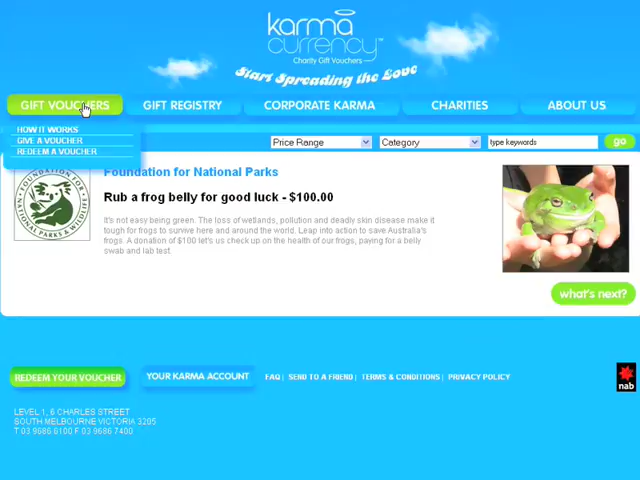 karma
currency™
Charity Gift Vouchers
Start Spreading the Love
GIFT VOUCHERS
GIFT REGISTRY
CORPORATE KARMA
CHARITIES
ABOUT US
HOW IT WORKS
GIVE A VOUCHER
REDEEM A VOUCHER
Price Range
Category
type keywords
go
FOUNDATION FOR NATIONAL PARKS & WILDLIFE
Foundation for National Parks
Rub a frog belly for good luck - $100.00
It's not easy being green. The loss of wetlands, pollution and deadly skin disease make it
tough for frogs to survive here and around the world. Leap into action to save Australia's
frogs. A donation of $100 let's us check up on the health of our frogs, paying for a belly
swab and lab test.
what's next?
REDEEM YOUR VOUCHER
YOUR KARMA ACCOUNT
FAQ | SEND TO A FRIEND | TERMS & CONDITIONS | PRIVACY POLICY
nab
LEVEL 1, 6 CHARLES STREET
SOUTH MELBOURNE VICTORIA 3205
T 03 9686 6100 F 03 9686 7400